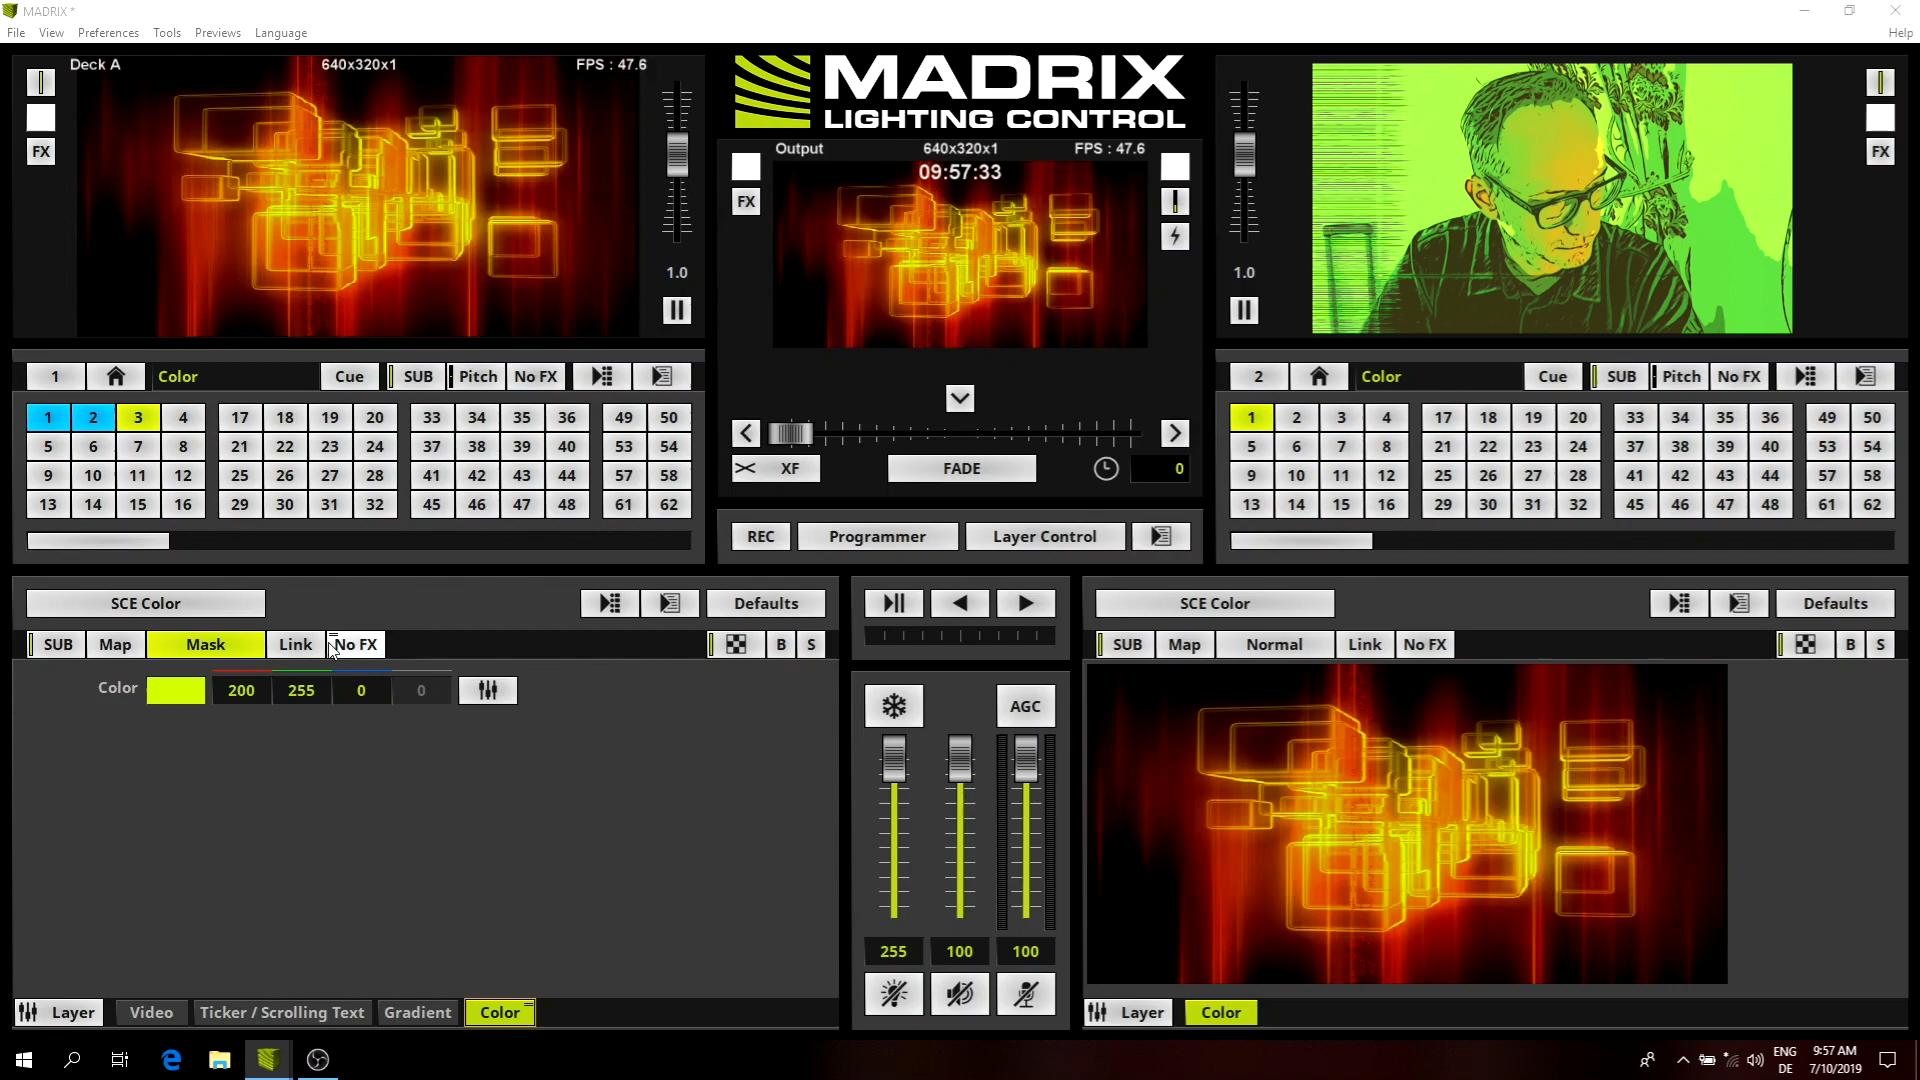 MADRIX *
File View Preferences Tools Previews Language Help
Deck A 640x320x1 FPS : 47.6
FX
1.0
MADRIX
LIGHTING CONTROL
Output 640x320x1 FPS : 47.6
09:57:33
FX
XF FADE 0
REC Programmer Layer Control
1.0
FX
1 Color Cue SUB Pitch No FX
1 2 3 4 17 18 19 20 33 34 35 36 49 50
5 6 7 8 21 22 23 24 37 38 39 40 53 54
9 10 11 12 25 26 27 28 41 42 43 44 57 58
13 14 15 16 29 30 31 32 45 46 47 48 61 62
2 Color Cue SUB Pitch No FX
1 2 3 4 17 18 19 20 33 34 35 36 49 50
5 6 7 8 21 22 23 24 37 38 39 40 53 54
9 10 11 12 25 26 27 28 41 42 43 44 57 58
13 14 15 16 29 30 31 32 45 46 47 48 61 62
SCE Color Defaults
SUB Map Mask Link No FX B S
Color 200 255 0 0
Layer Video Ticker / Scrolling Text Gradient Color
AGC
255 100 100
SCE Color Defaults
SUB Map Normal Link No FX B S
Layer Color
ENG 9:57 AM
DE 7/10/2019